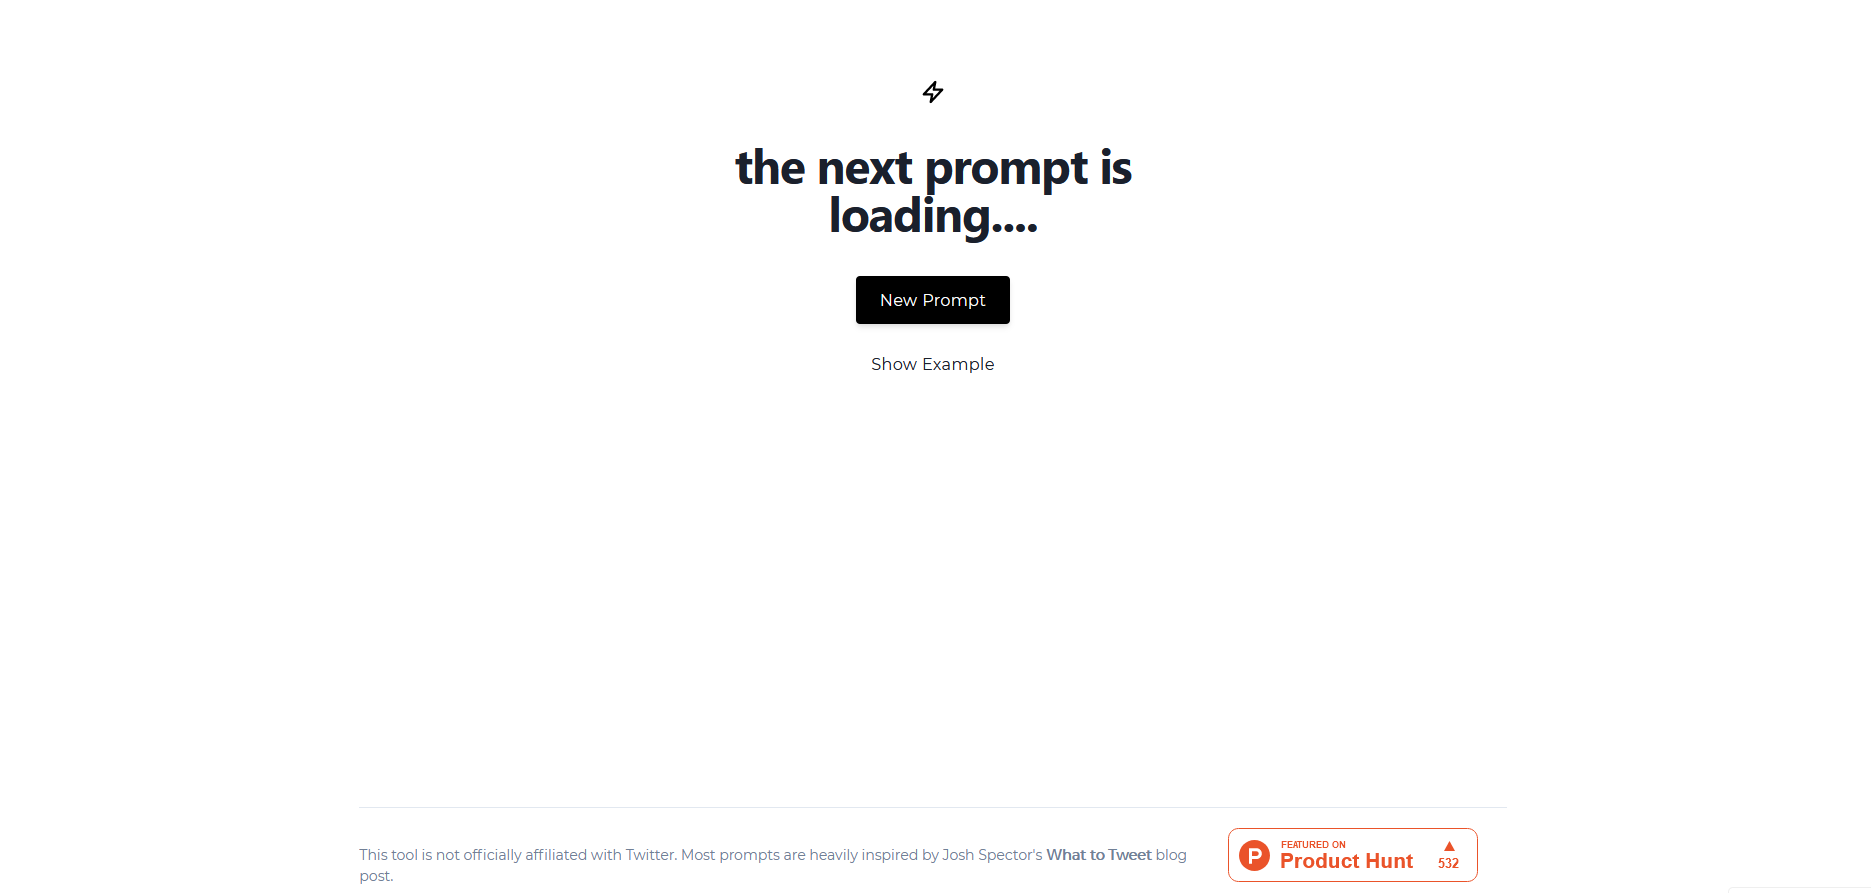 the next prompt is
loading....
New Prompt
Show Example
This tool is not officially affiliated with Twitter. Most prompts are heavily inspired by Josh Spector's What to Tweet blog
post.
P
FEATURED ON
Product Hunt
▲
532